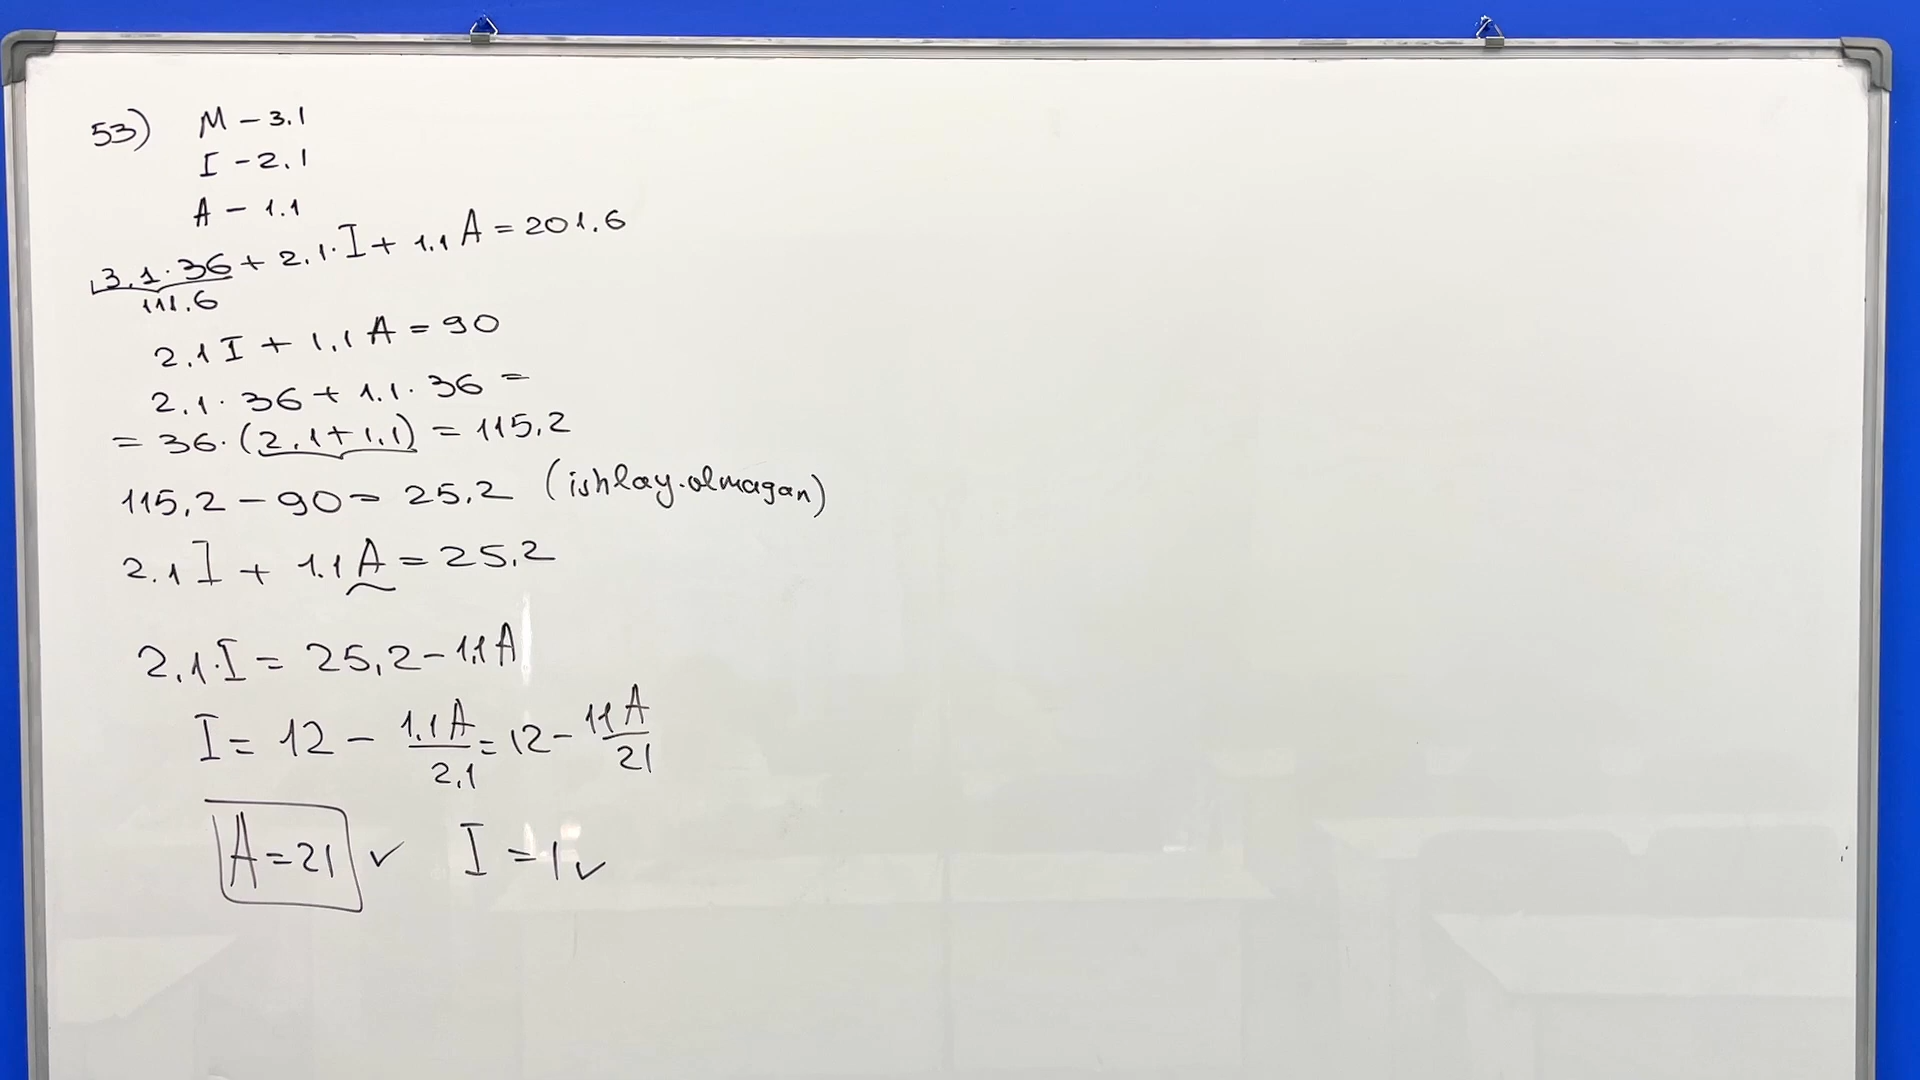 53) M - 3.1
I - 2.1
A - 1.1
3.1 · 36 + 2.1 · I + 1.1 A = 201.6
111.6
2.1 I + 1.1 A = 90
2.1 · 36 + 1.1 · 36 =
= 36 · (2.1 + 1.1) = 115,2
115,2 - 90 = 25,2 (ishlay.olmagan)
2.1 I + 1.1 A = 25,2
2.1 · I = 25,2 - 1.1 A
I = 12 - 1.1 A / 2,1 = 12 - 11 A / 21
A = 21 ✓ I = 1 ✓